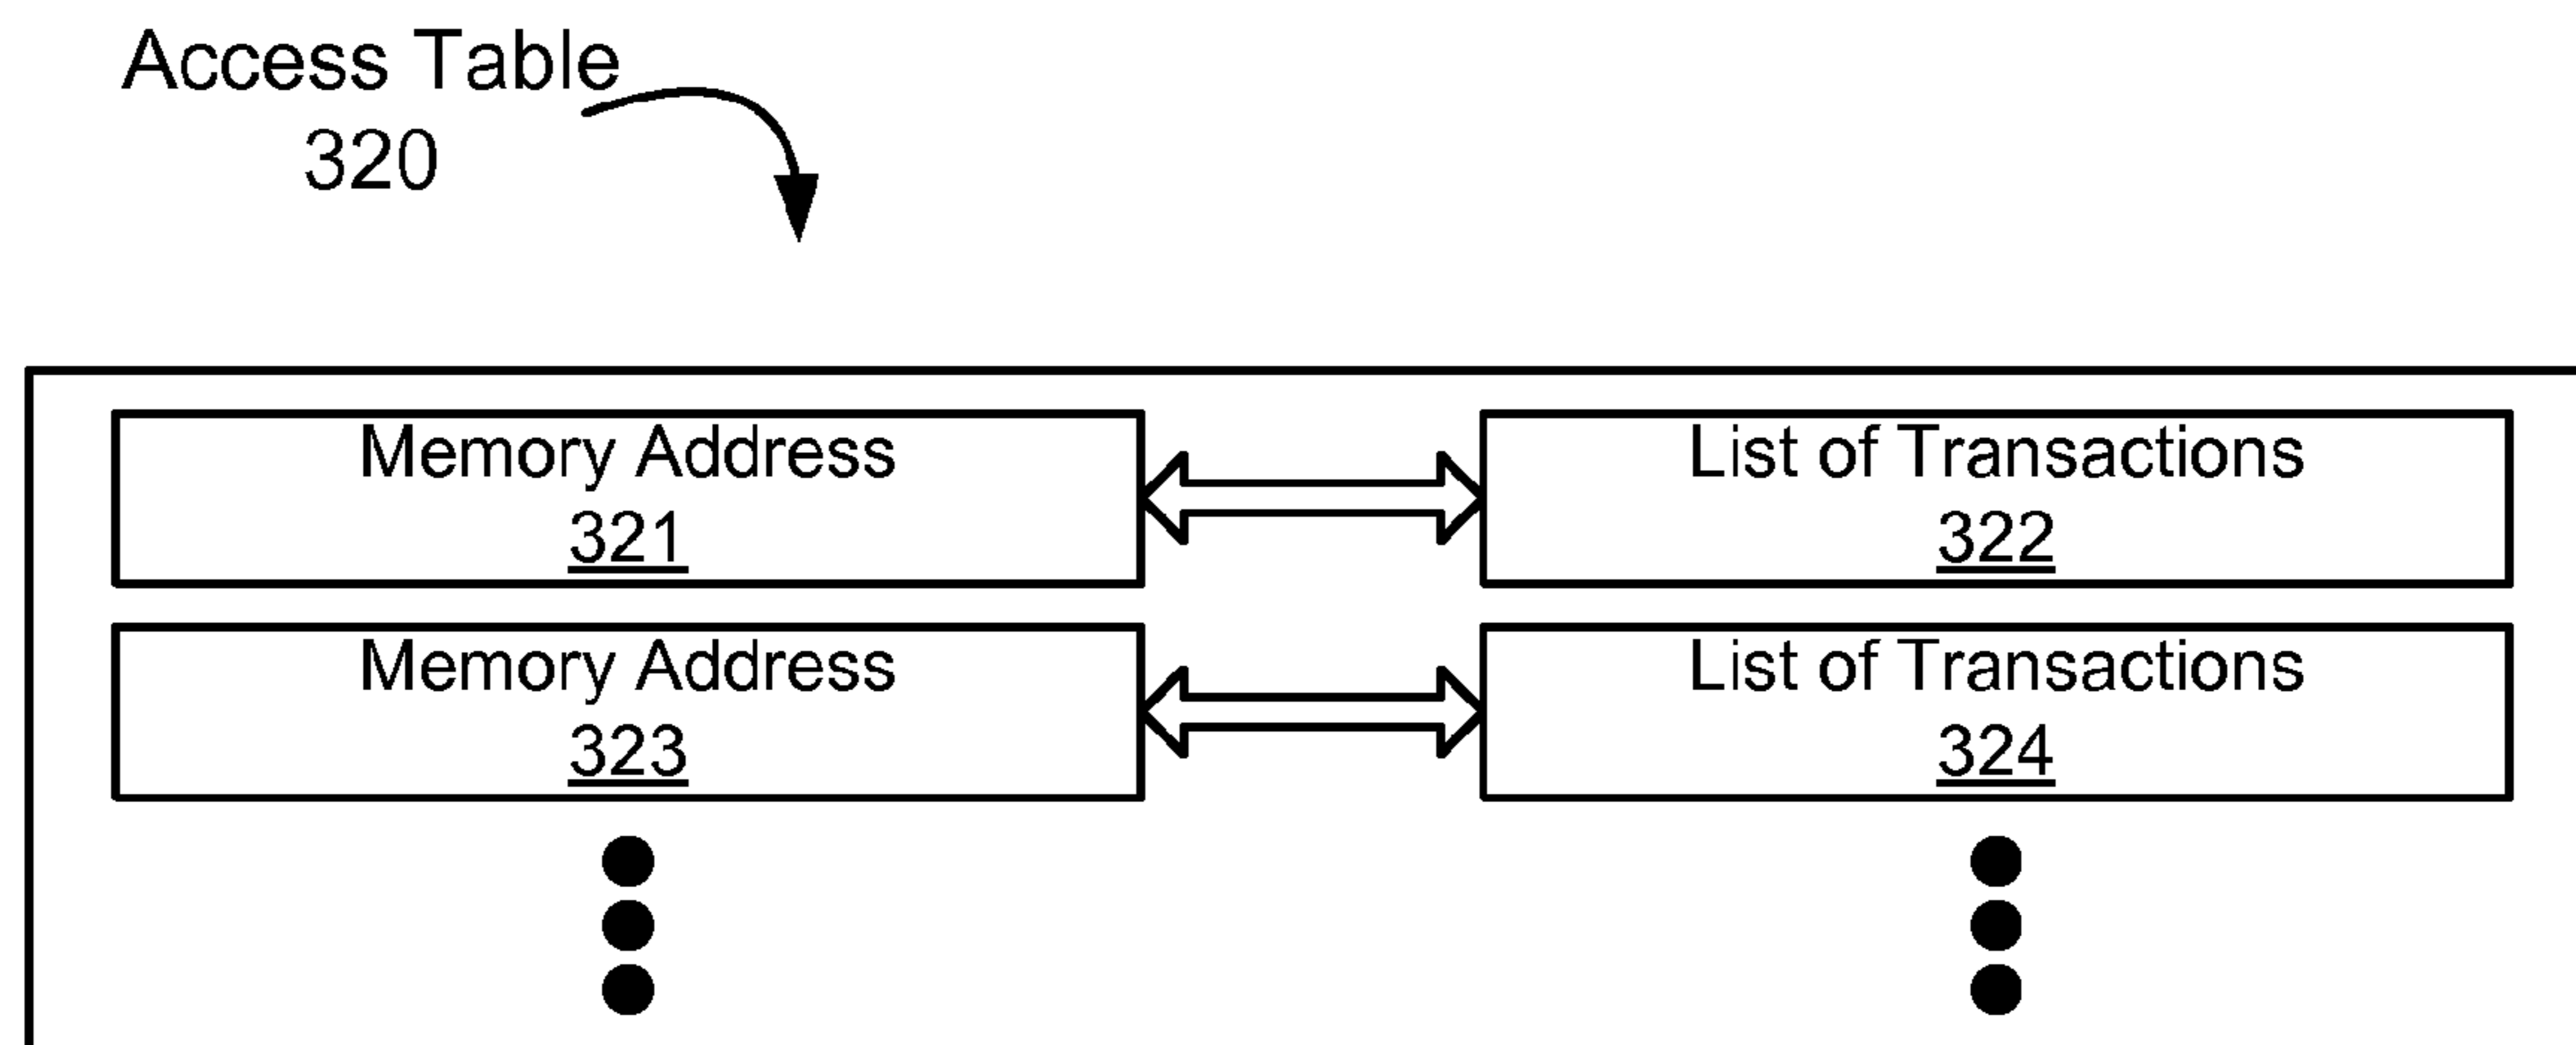 Access Table
320
Memory Address
321
List of Transactions
322
Memory Address
323
List of Transactions
324